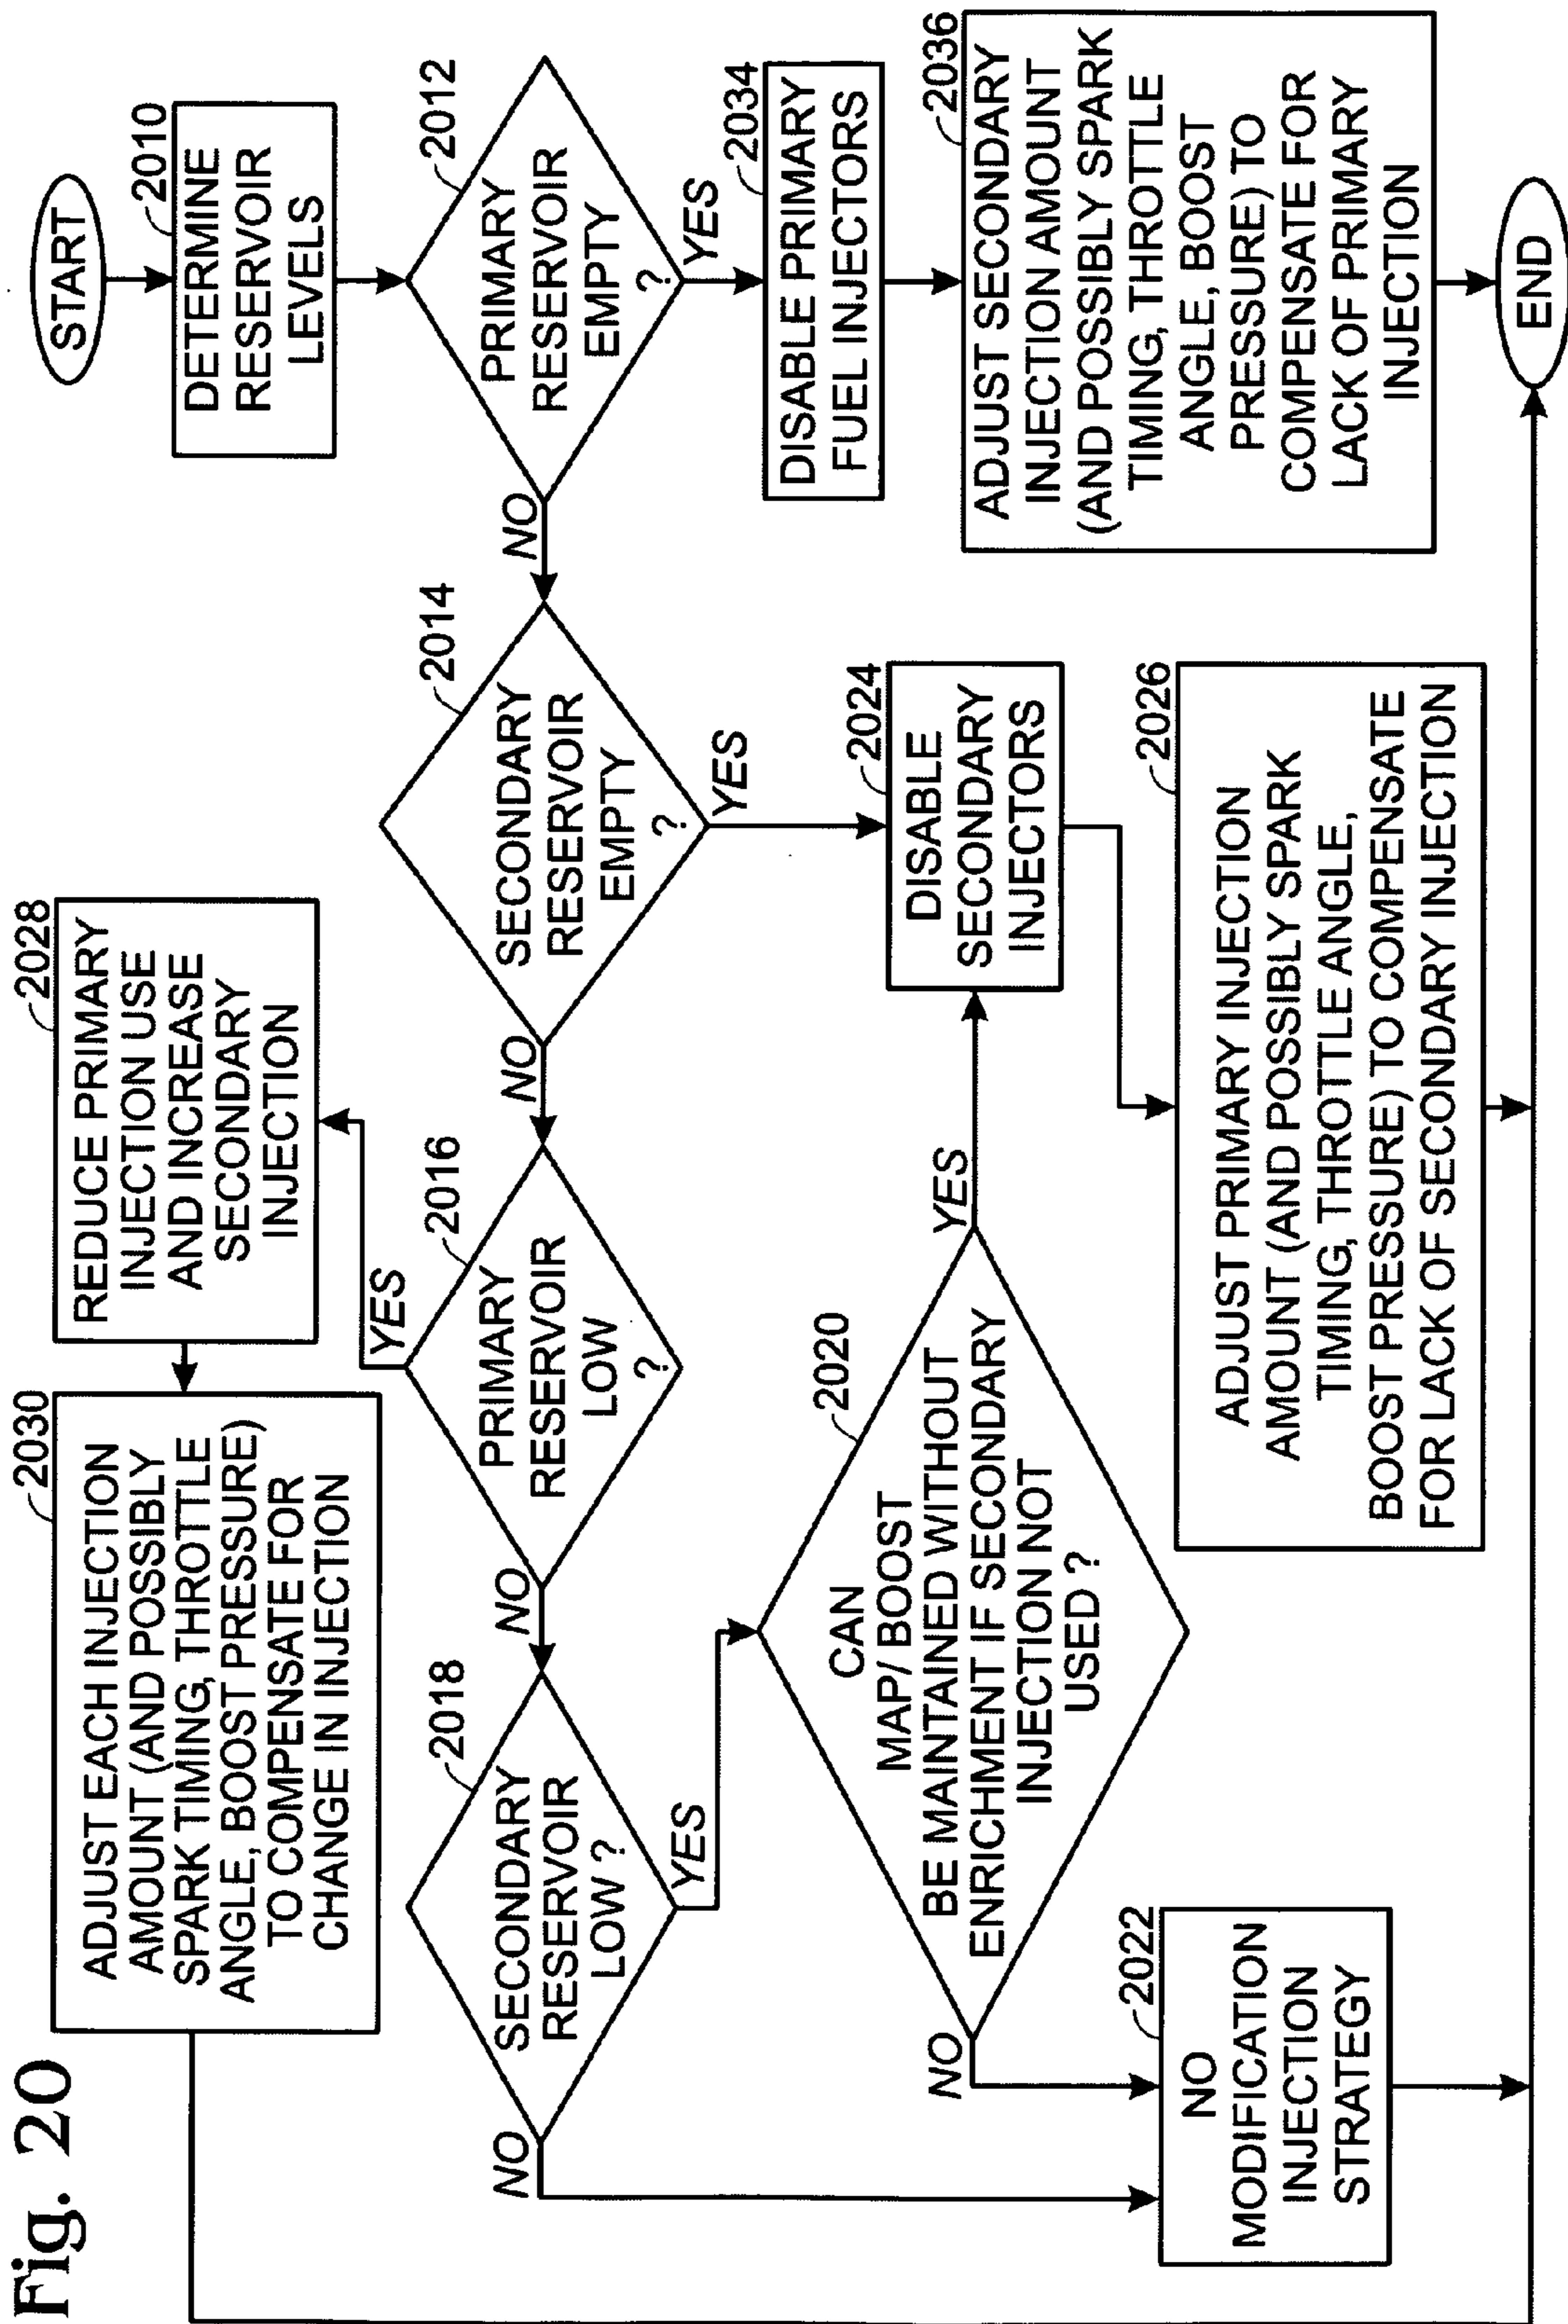 Fig. 20
START
2010
DETERMINE
RESERVOIR
LEVELS
2012
PRIMARY
RESERVOIR
EMPTY
?
YES
NO
2034
DISABLE PRIMARY
FUEL INJECTORS
2036
ADJUST SECONDARY
INJECTION AMOUNT
(AND POSSIBLY SPARK
TIMING, THROTTLE
ANGLE, BOOST
PRESSURE) TO
COMPENSATE FOR
LACK OF PRIMARY
INJECTION
END
2014
SECONDARY
RESERVOIR
EMPTY
?
YES
NO
2024
DISABLE
SECONDARY
INJECTORS
2026
ADJUST PRIMARY INJECTION
AMOUNT (AND POSSIBLY SPARK
TIMING, THROTTLE ANGLE,
BOOST PRESSURE) TO COMPENSATE
FOR LACK OF SECONDARY INJECTION
2016
PRIMARY
RESERVOIR
LOW
?
YES
NO
2028
REDUCE PRIMARY
INJECTION USE
AND INCREASE
SECONDARY
INJECTION
2030
ADJUST EACH INJECTION
AMOUNT (AND POSSIBLY
SPARK TIMING, THROTTLE
ANGLE, BOOST PRESSURE)
TO COMPENSATE FOR
CHANGE IN INJECTION
2018
SECONDARY
RESERVOIR
LOW ?
YES
NO
2020
CAN
MAP/ BOOST
BE MAINTAINED WITHOUT
ENRICHMENT IF SECONDARY
INJECTION NOT
USED ?
YES
NO
2022
NO
MODIFICATION
INJECTION
STRATEGY